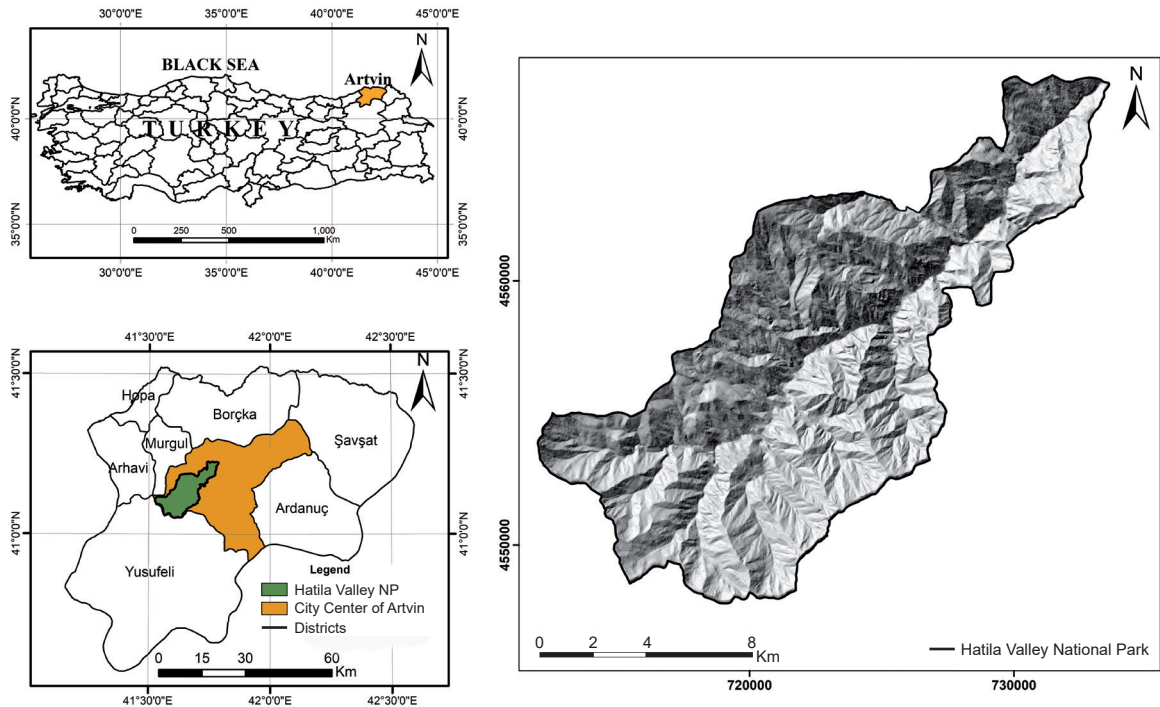 30°0'0"E 35°0'0"E 40°0'0"E 45°0'0"E
N
BLACK SEA
Artvin
40°0'0"N 40°0'0"N
TURKEY
35°0'0"N 35°0'0"N
0 250 500 1,000
Km
30°0'0"E 35°0'0"E 40°0'0"E 45°0'0"E
41°30'0"E 42°0'0"E 42°30'0"E
N
41°30'0"N 41°30'0"N
Hopa
Borçka
Murgul
Şavşat
Arhavi
Ardanuç
41°0'0"N 41°0'0"N
Yusufeli
Legend
Hatila Valley NP
City Center of Artvin
Districts
0 15 30 60
Km
41°30'0"E 42°0'0"E 42°30'0"E
N
4560000
4550000
0 2 4 8
Km
Hatila Valley National Park
720000 730000